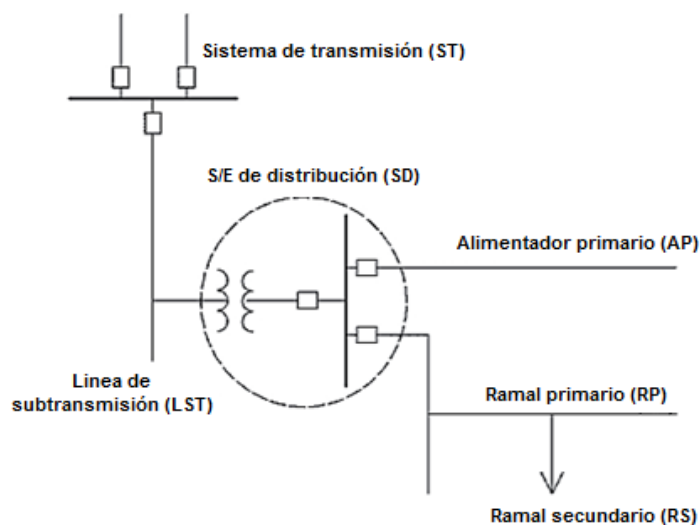 Sistema de transmisión (ST)
S/E de distribución (SD)
Alimentador primario (AP)
Linea de
subtransmisión (LST)
Ramal primario (RP)
Ramal secundario (RS)